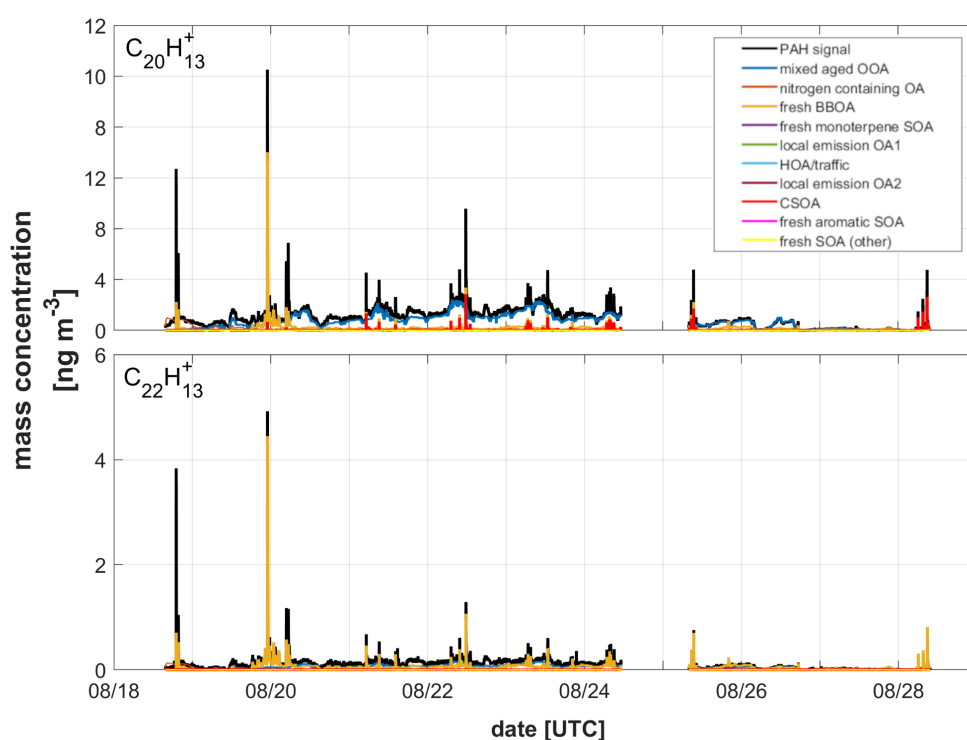 C20H13+
PAH signal
mixed aged OOA
nitrogen containing OA
fresh BBOA
fresh monoterpene SOA
local emission OA1
HOA/traffic
local emission OA2
CSOA
fresh aromatic SOA
fresh SOA (other)
12
10
8
12
8
4
0
C22H13+
6
4
2
0
mass concentration
[ng m-3]
08/18 08/20 08/22 08/24 08/26 08/28
date [UTC]